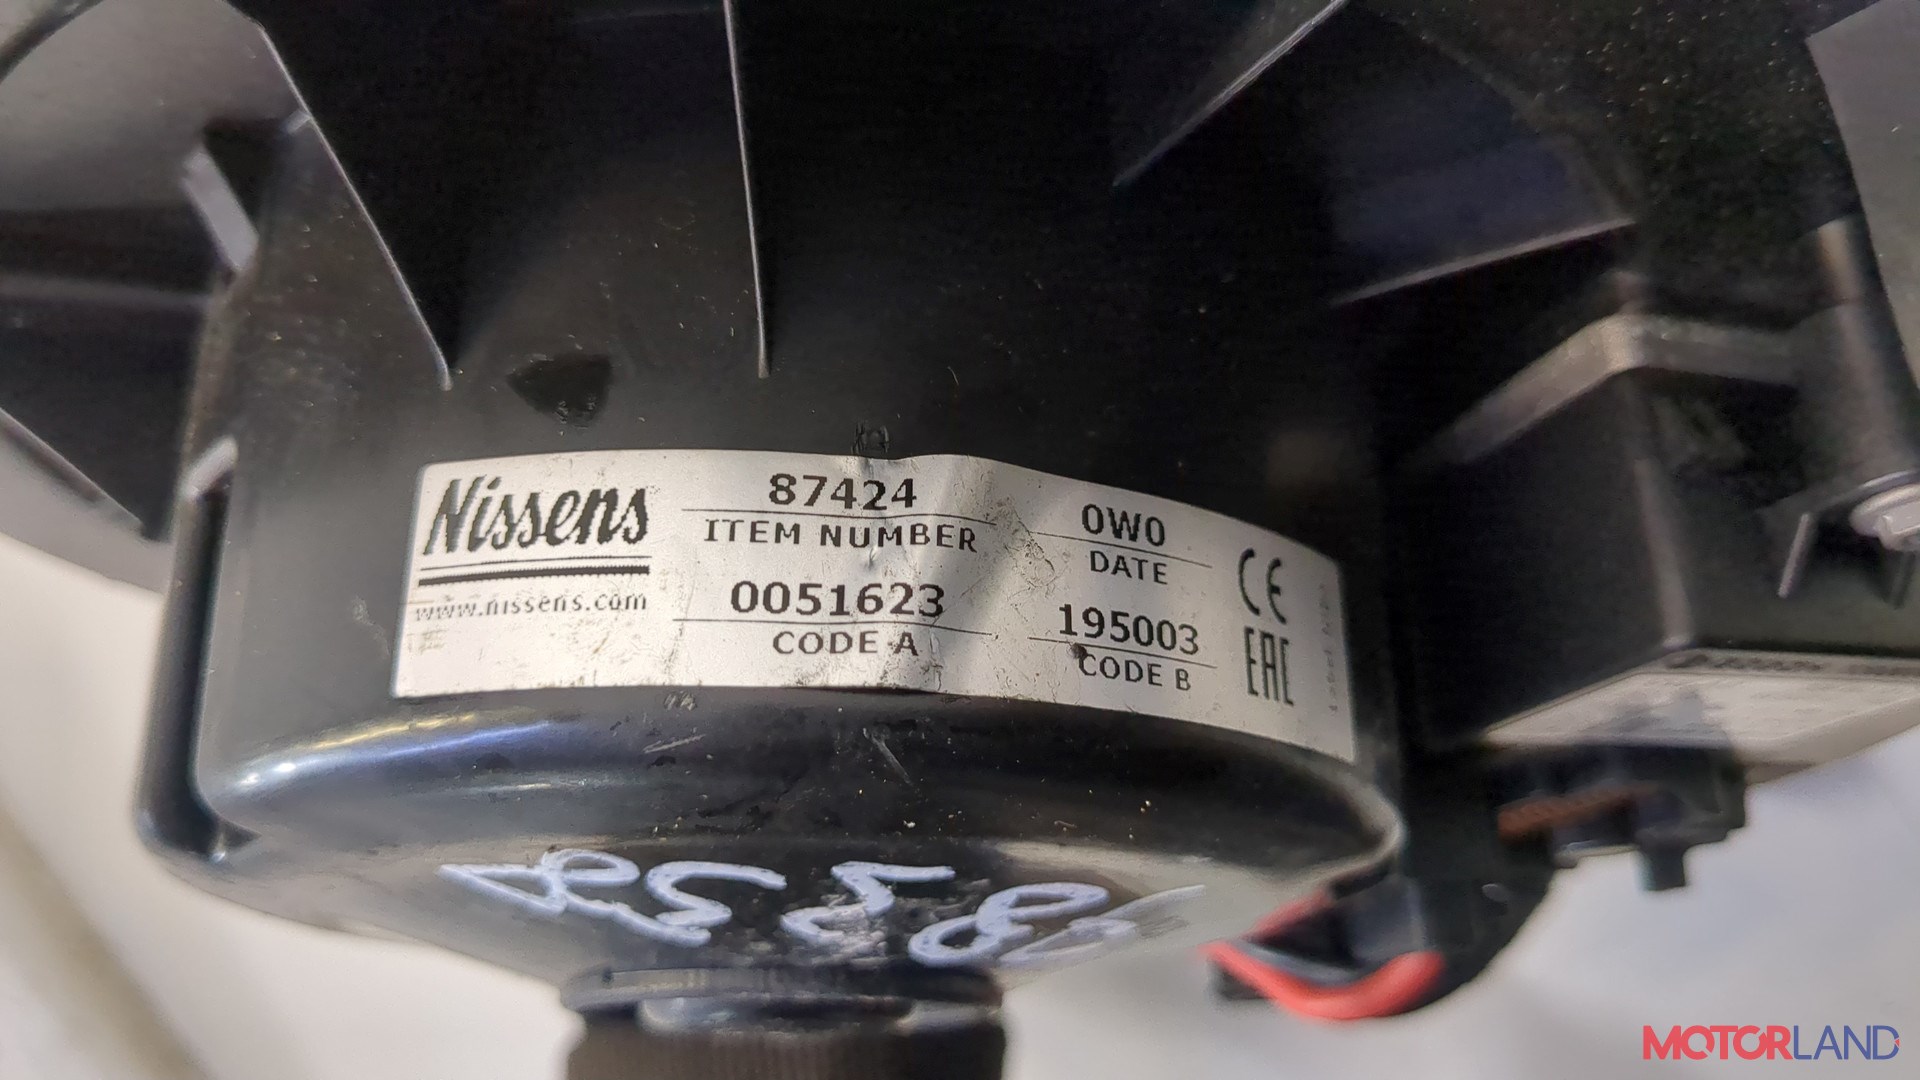 Nissens
www.nissens.com
87424
ITEM NUMBER
0051623
CODE A
0W0
DATE
195003
CODE B
CE
EAC
MOTORLAND